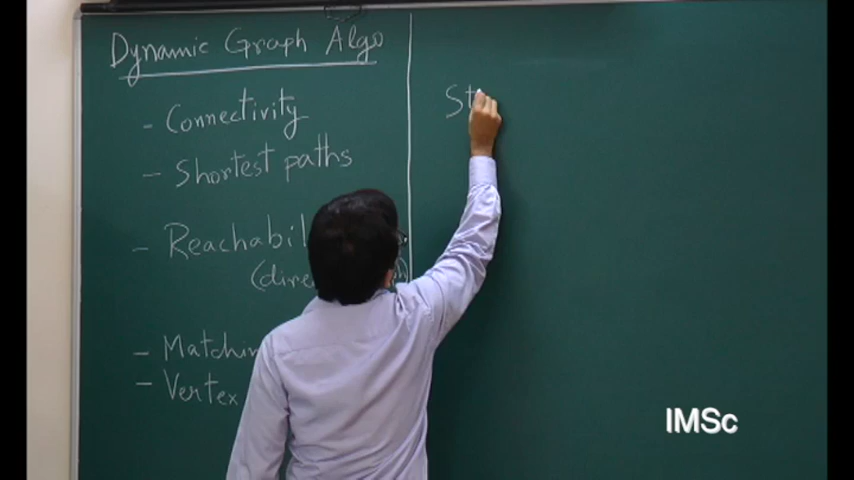 Dynamic Graph Algo
- Connectivity
- Shortest paths
- Reachabil
(dire
- Matchin
- Vertex
St
IMSc